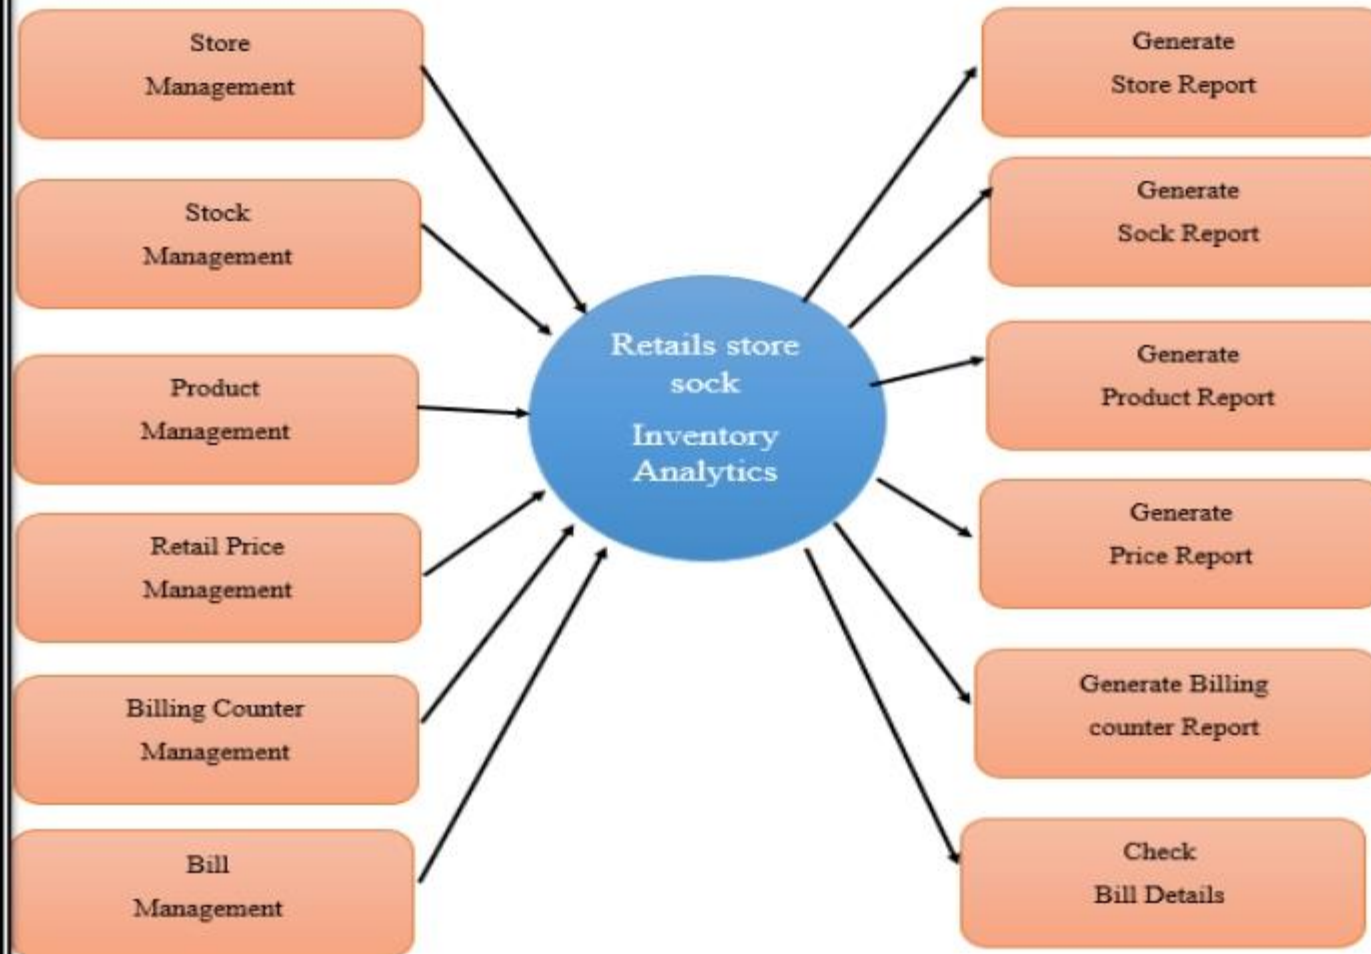 Store
Management
Stock
Management
Product
Management
Retail Price
Management
Billing Counter
Management
Bill
Management
Retails store
sock
Inventory
Analytics
Generate
Store Report
Generate
Sock Report
Generate
Product Report
Generate
Price Report
Generate Billing
counter Report
Check
Bill Details